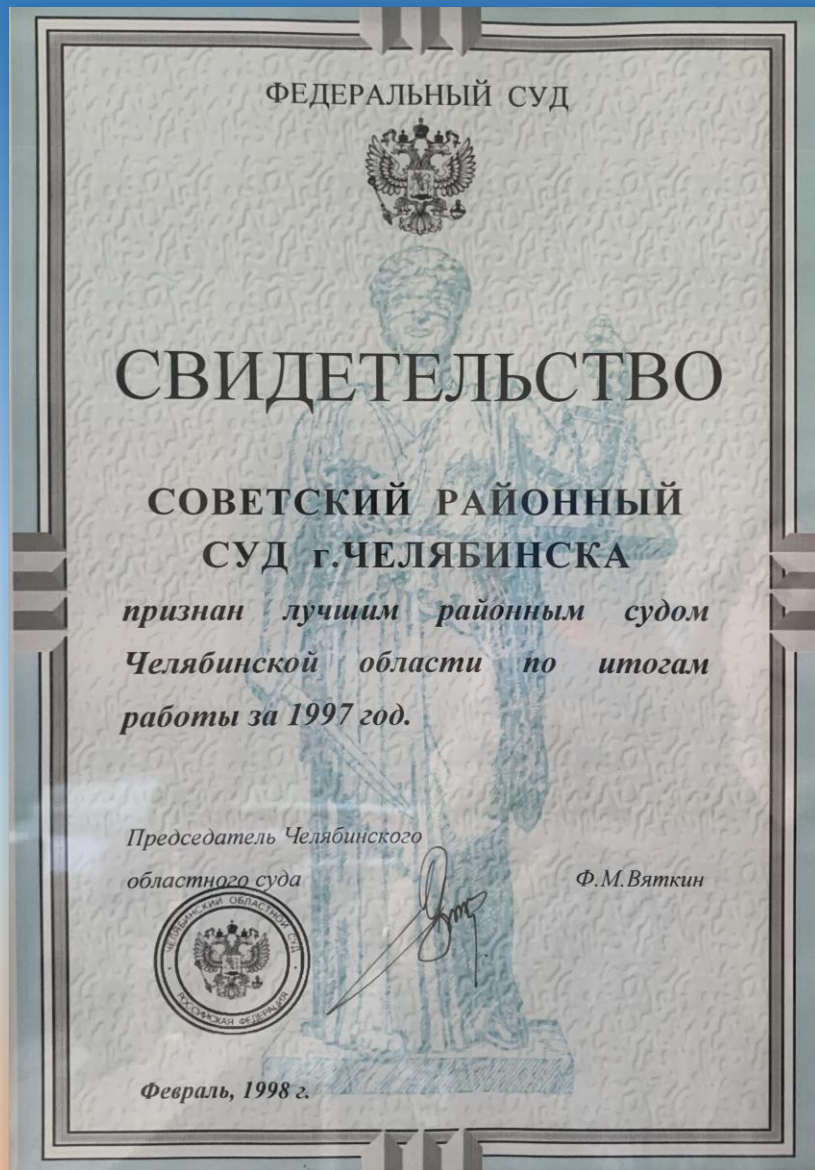 ФЕДЕРАЛЬНЫЙ СУД
СВИДЕТЕЛЬСТВО
СОВЕТСКИЙ РАЙОННЫЙ
СУД г.ЧЕЛЯБИНСКА
признан лучшим районным судом
Челябинской области по итогам
работы за 1997 год.
Председатель Челябинского
областного суда
Ф.М.Вяткин
ЧЕЛЯБИНСКИЙ ОБЛАСТНОЙ СУД
РОССИЙСКАЯ ФЕДЕРАЦИЯ
Февраль, 1998 г.